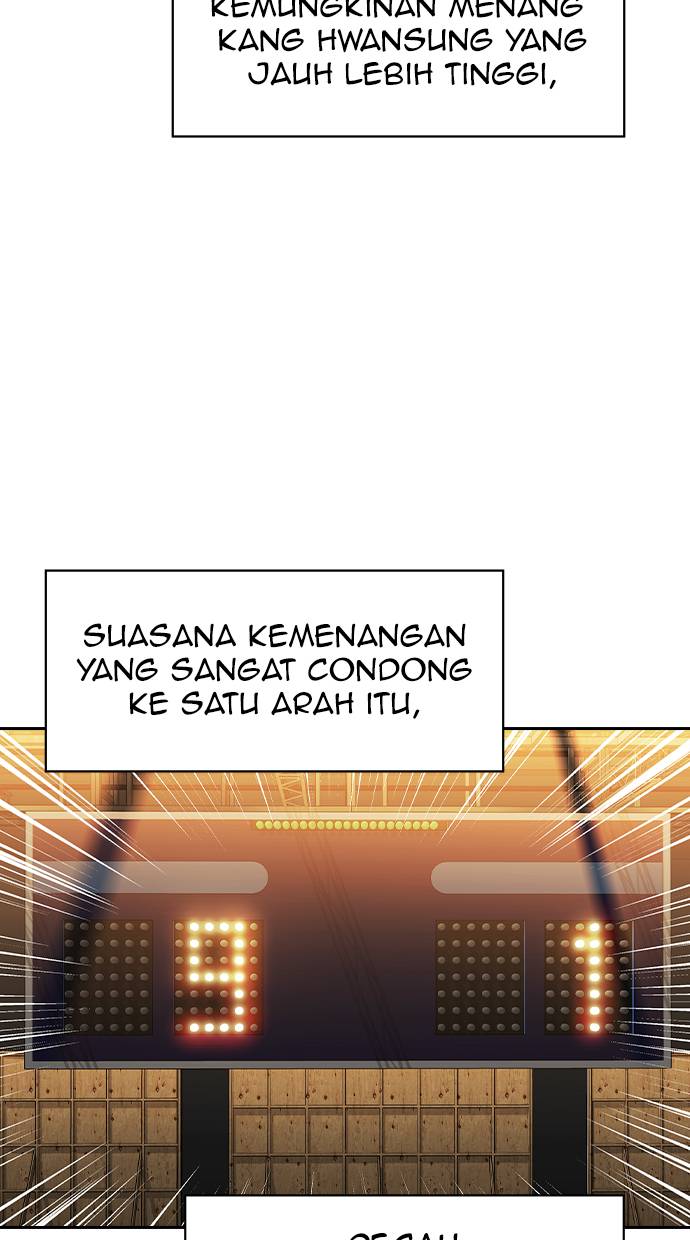 KEMUNGKINAN MENANG
KANG HWANSUNG YANG
JAUH LEBIH TINGGI,
SUASANA KEMENANGAN
YANG SANGAT CONDONG
KE SATU ARAH ITU,
9 1